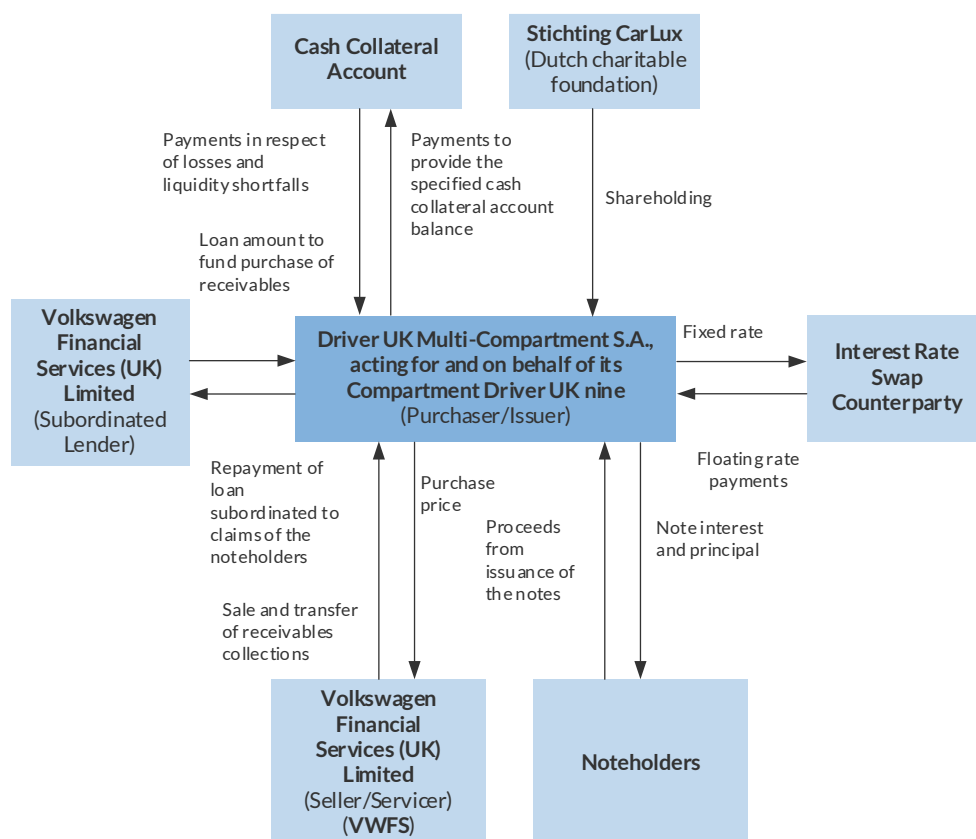 Cash Collateral
Account
Stichting CarLux
(Dutch charitable
foundation)
Payments in respect
of losses and
liquidity shortfalls
Payments to
provide the
specified cash
collateral account
balance
Shareholding
Loan amount to
fund purchase of
receivables
Volkswagen
Financial
Services (UK)
Limited
(Subordinated
Lender)
Driver UK Multi-Compartment S.A.,
acting for and on behalf of its
Compartment Driver UK nine
(Purchaser/Issuer)
Fixed rate
Interest Rate
Swap
Counterparty
Floating rate
payments
Repayment of
loan
subordinated to
claims of the
noteholders
Purchase
price
Proceeds
from
issuance of
the notes
Note interest
and principal
Sale and transfer
of receivables
collections
Volkswagen
Financial
Services (UK)
Limited
(Seller/Servicer)
(VWFS)
Noteholders